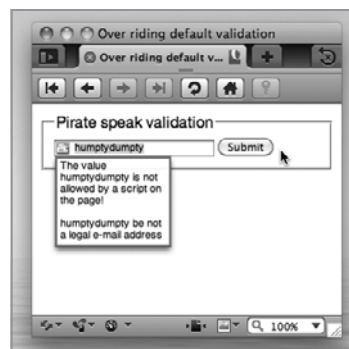 Over riding default validation
Over riding default v...
Pirate speak validation
humptydumpty
Submit
The value
humptydumpty is not
allowed by a script on
the page!
humptydumpty be not
a legal e-mail address
100%